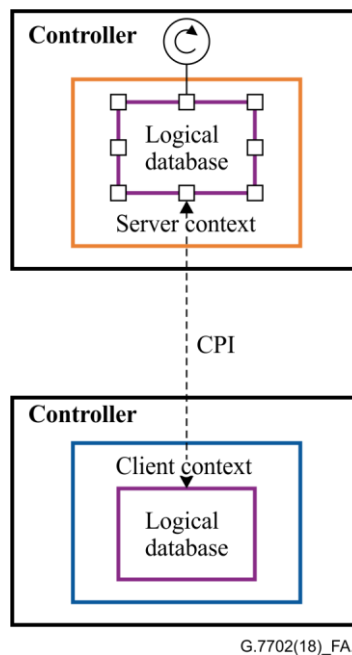 Controller
Logical
database
Server context
CPI
Controller
Client context
Logical
database
G.7702(18)_FA